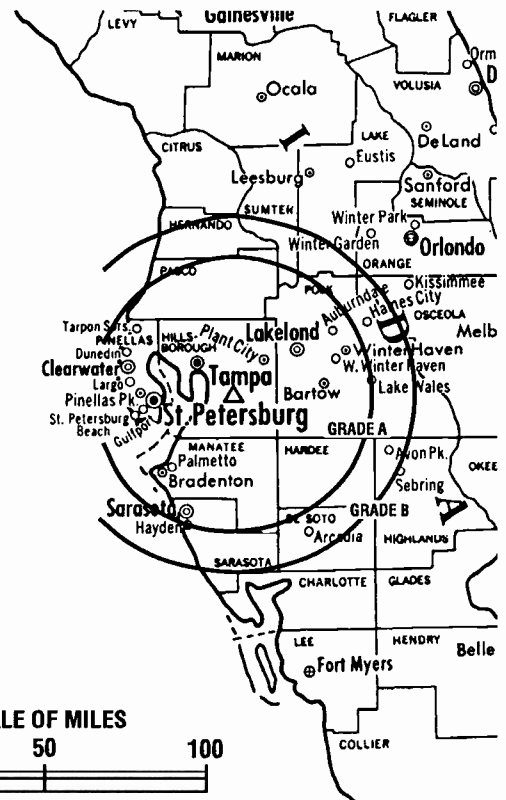 Gainesville
FLAGLER
LEVY
MARION
Orm
D
VOLUSIA
Ocala
I
DeLand
LAKE
CITRUS
Eustis
Leesburg
Sanford
SEMINOLE
SUMTER
Winter Park
HERNANDO
Winter Garden
Orlondo
ORANGE
PASCO
Kissimmee
POLK
Auburndale
Haines City
OSCEOLA
Tarpon Sprs.
PINELLAS
HILLS-
BOROUGH
Plant City
Lakelond
D
Melb
Dunedin
Clearwater
Winter Haven
W. Winter Haven
Largo
Tampa
Bartow
Lake Wales
Pinellas Pk.
St. Petersburg
St. Petersburg
Beach
Gulfport
GRADE A
MANATEE
HARDEE
Avon Pk.
Palmetto
OKEE
Bradenton
Sebring
Sarasota
GRADE B
A
Hayden
DE SOTO
Arcadia
HIGHLANDS
SARASOTA
CHARLOTTE
GLADES
LEE
HENDRY
Belle
Fort Myers
LE OF MILES
50
100
COLLIER